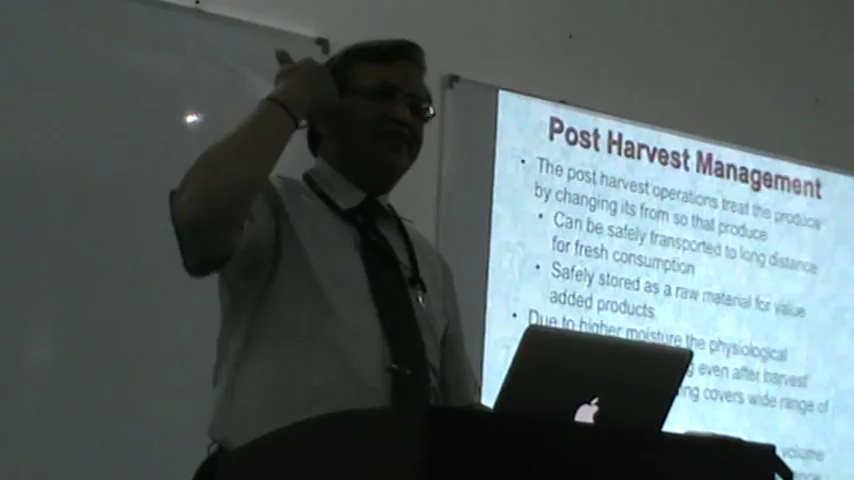 Post Harvest Management
• The post harvest operations treat the produce
by changing its from so that produce
• Can be safely transported to long distance
for fresh consumption
• Safely stored as a raw material for value
added products
• Due to higher moisture the physiological
even after harvest
covers wide range of
volume